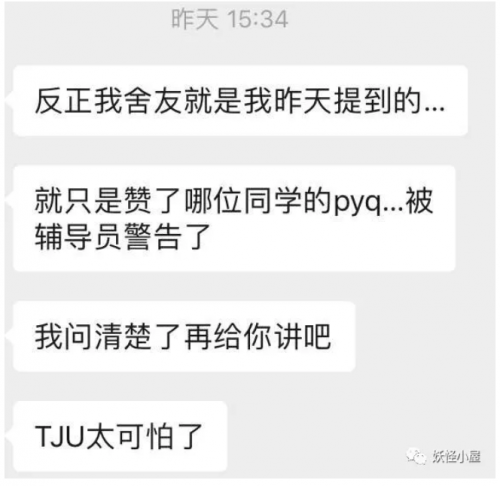 昨天 15:34
反正我舍友就是我昨天提到的...
就只是赞了哪位同学的pyq...被
辅导员警告了
我问清楚了再给你讲吧
TJU太可怕了
妖怪小屋